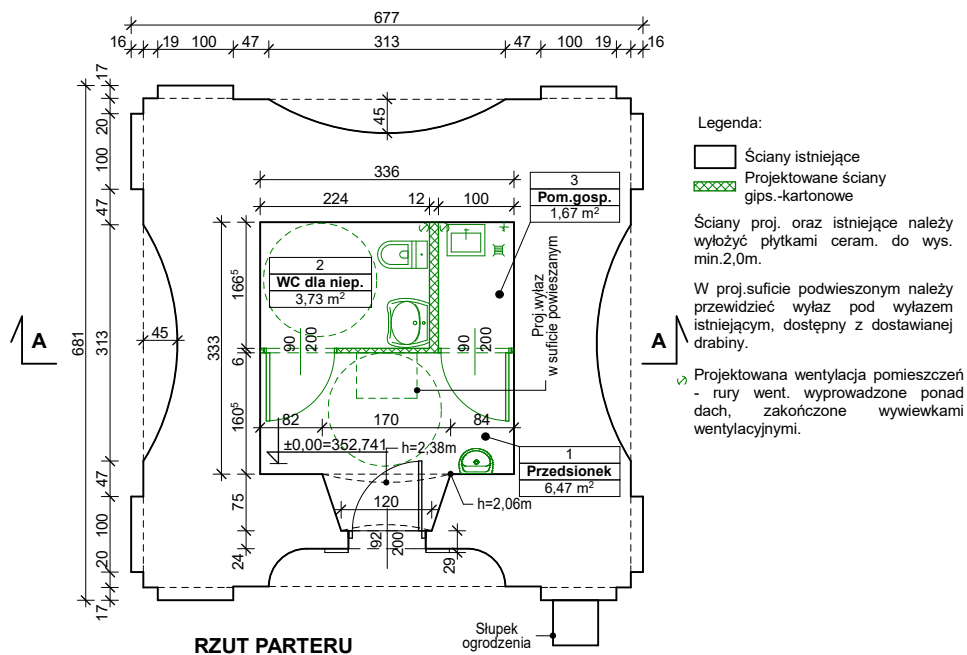 677
16 19 100 47 313 47 100 19 16
17
20
100
47
313
681
47
100
20
17
45
336
224 12 100
3
Pom.gosp.
1,67 m²
2
WC dla niep.
3,73 m²
166⁵
333
6
160⁵
75
24
90
200
90
200
Proj.wyłaz
w suficie powieszanym
45
A
A
82 170 84
±0,00=352,741
h=2,38m
1
Przedsionek
6,47 m²
h=2,06m
120
92
200
29
Słupek
ogrodzenia
RZUT PARTERU
Legenda:
Ściany istniejące
Projektowane ściany
gips.-kartonowe
Ściany proj. oraz istniejące należy
wyłożyć płytkami ceram. do wys.
min.2,0m.
W proj.suficie podwieszonym należy
przewidzieć wyłaz pod wyłazem
istniejącym, dostępny z dostawianej
drabiny.
Projektowana wentylacja pomieszczeń
- rury went. wyprowadzone ponad
dach, zakończone wywiewkami
wentylacyjnymi.